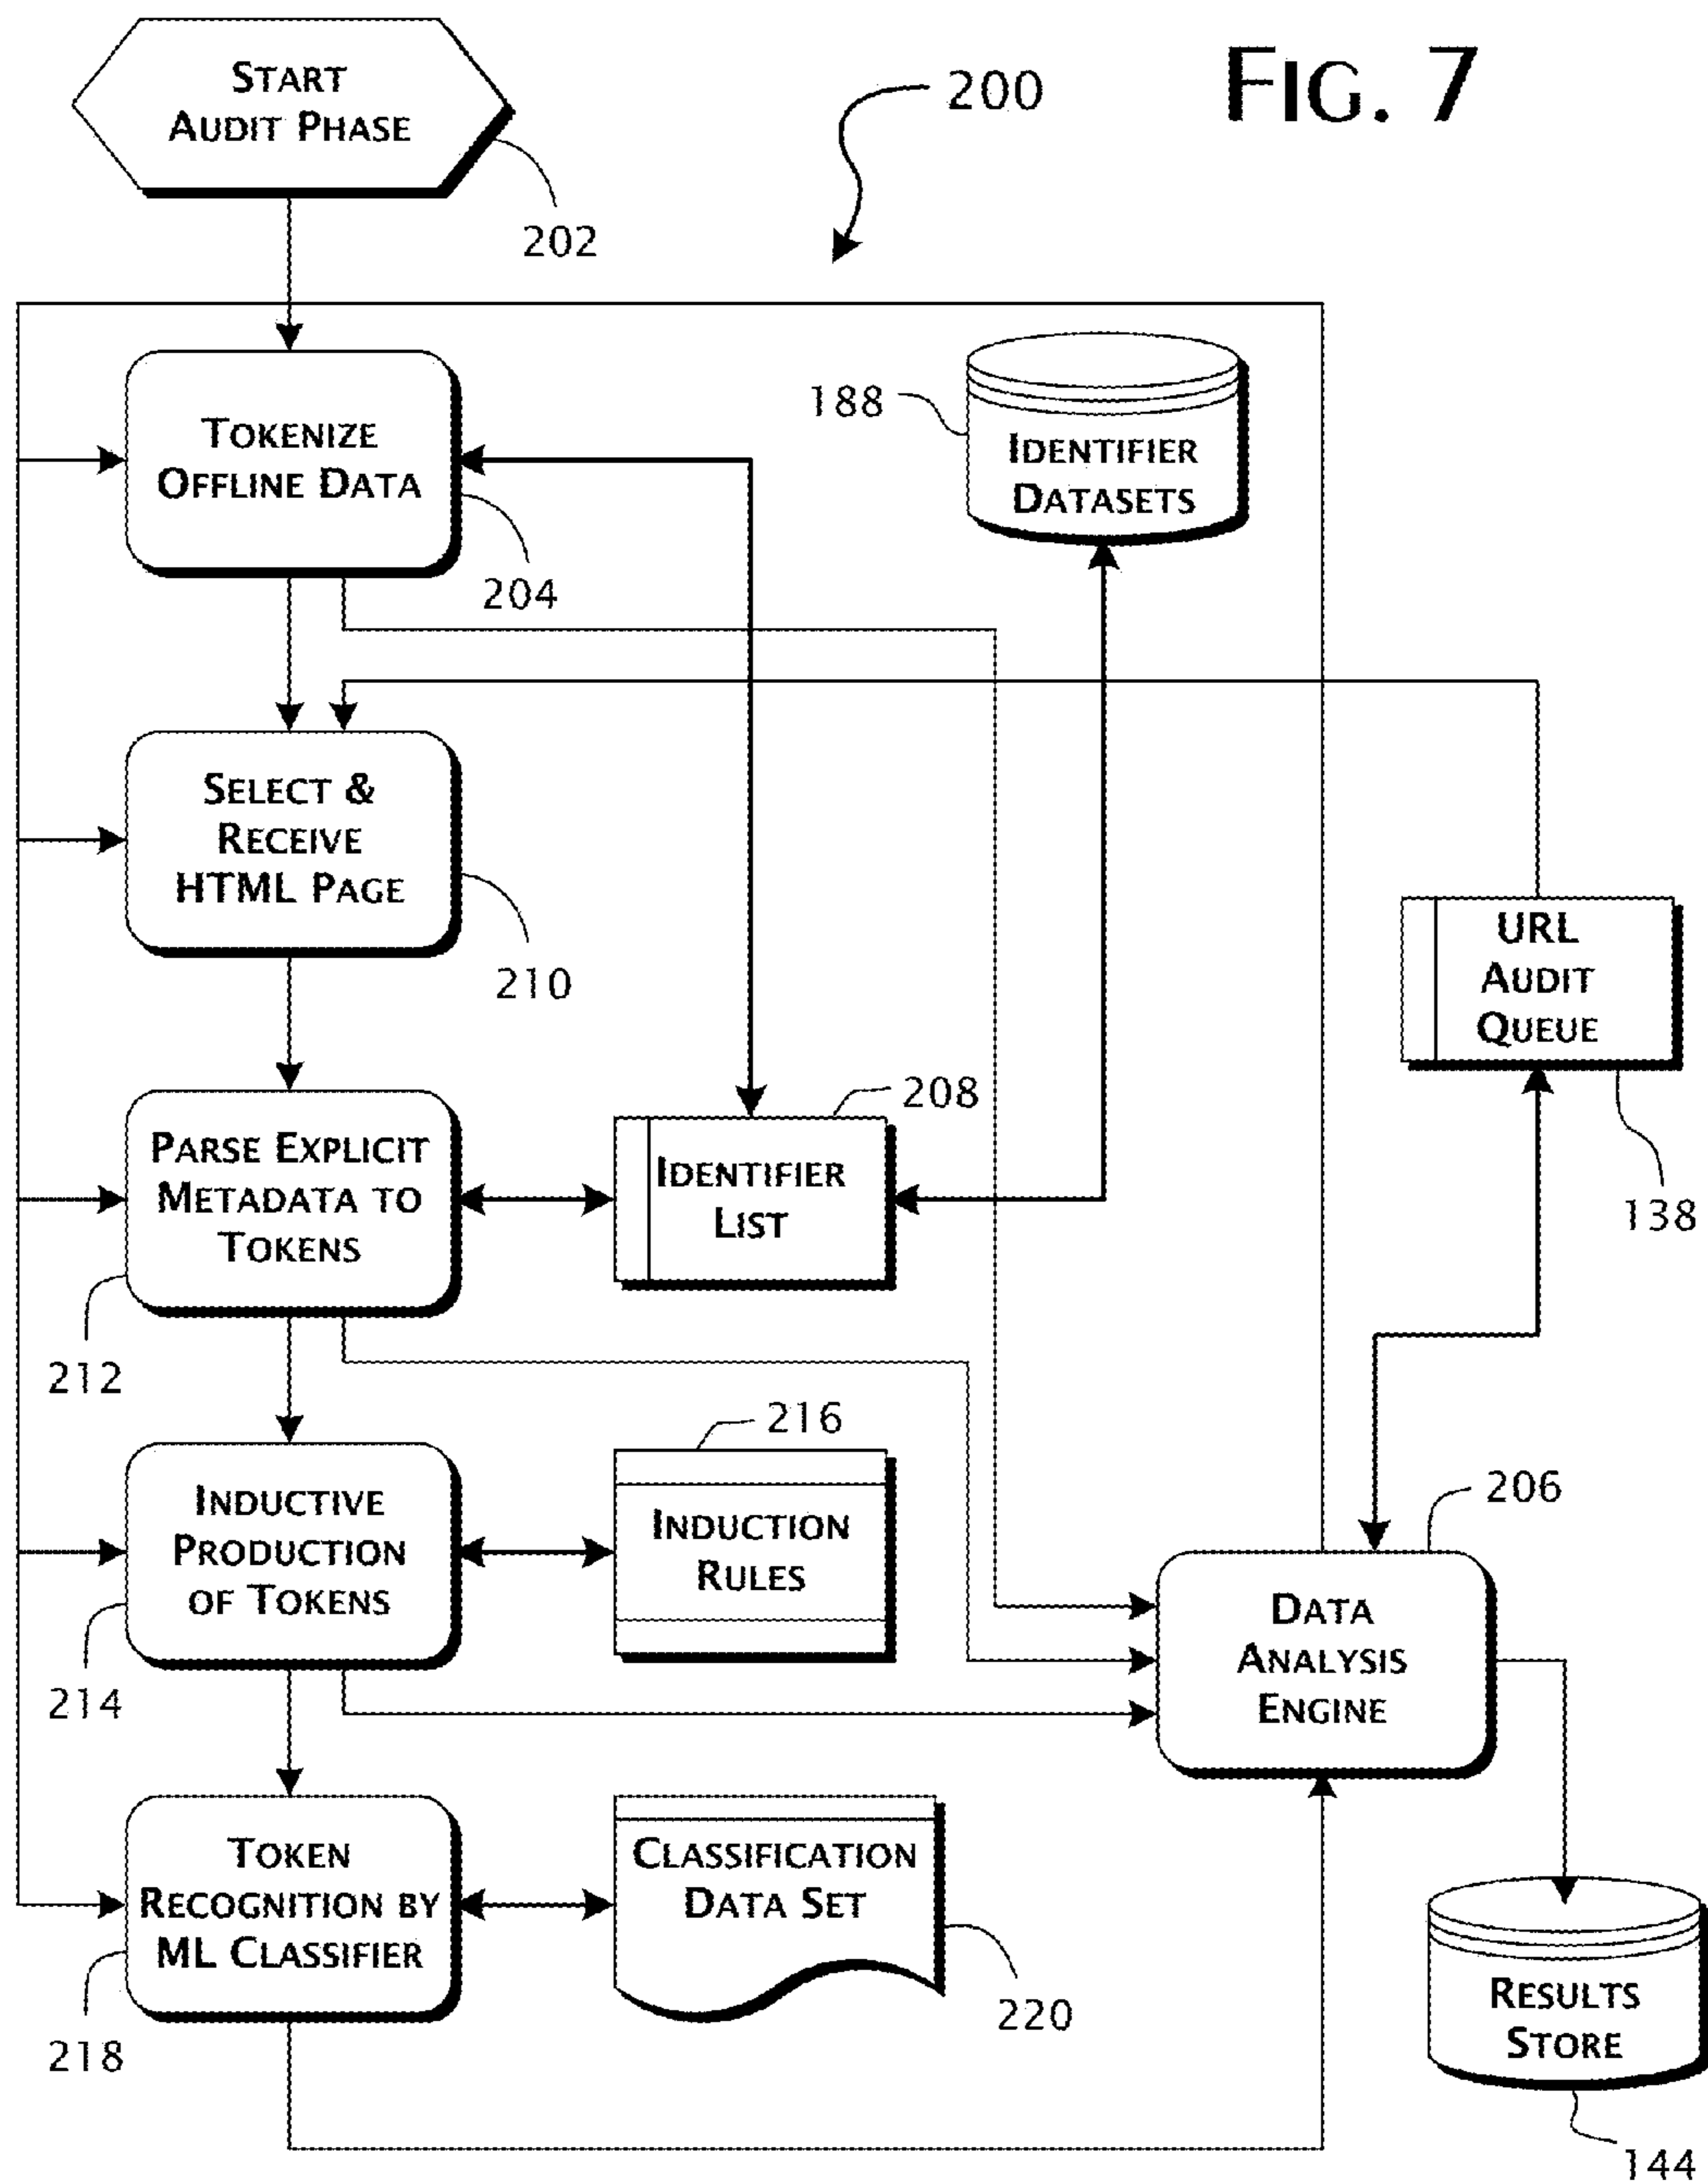 FIG. 7
START
AUDIT PHASE
200
202
TOKENIZE
OFFLINE DATA
204
188
IDENTIFIER
DATASETS
SELECT &
RECEIVE
HTML PAGE
210
URL
AUDIT
QUEUE
138
PARSE EXPLICIT
METADATA TO
TOKENS
212
208
IDENTIFIER
LIST
INDUCTIVE
PRODUCTION
OF TOKENS
214
216
INDUCTION
RULES
206
DATA
ANALYSIS
ENGINE
TOKEN
RECOGNITION BY
ML CLASSIFIER
218
CLASSIFICATION
DATA SET
220
RESULTS
STORE
144